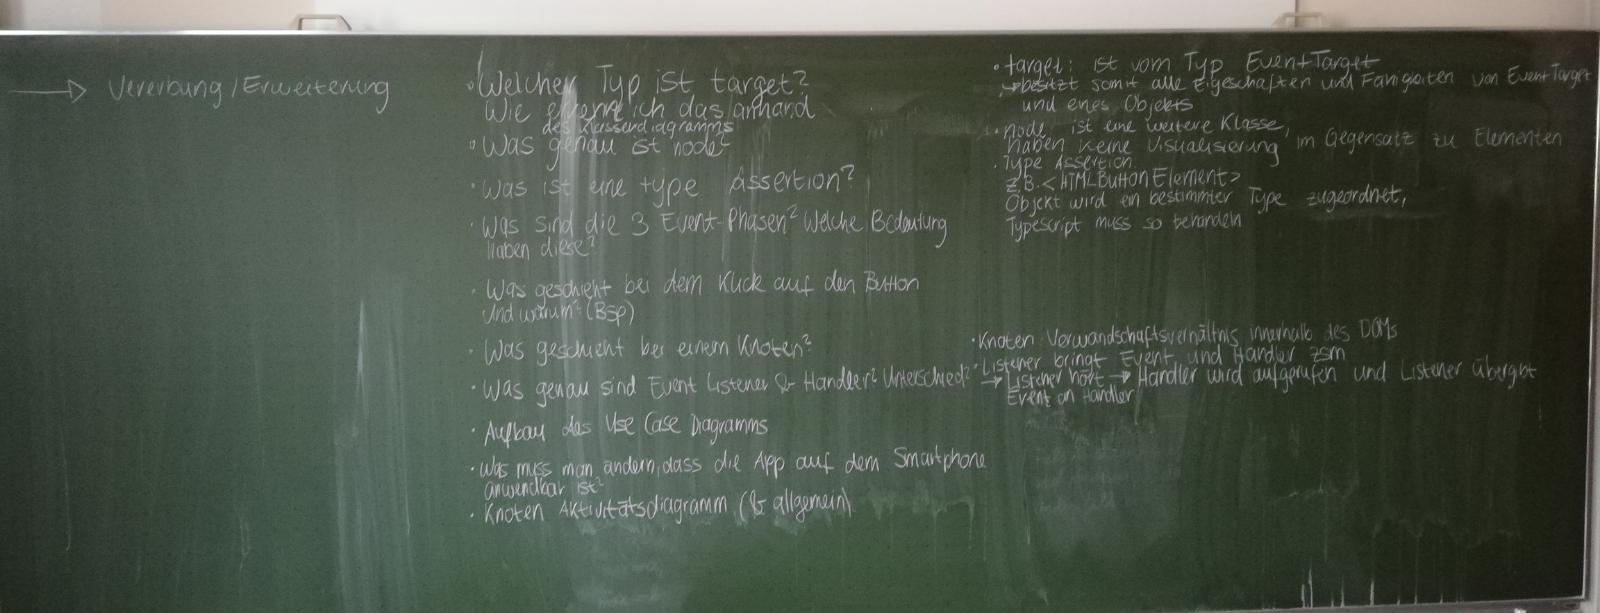 → Vererbung/Erweiterung
• Welcher Typ ist target?
Wie erkenne ich das anhand
des Klassendiagramms
• Was genau ist node?
• Was ist eine type Assertion?
• Was sind die 3 Event-Phasen? Welche Bedeutung
haben diese?
• Was geschieht bei dem Klick auf den Button
und warum? (Bsp)
• Was geschieht bei einem Knoten?
• Was genau sind Event Listener & Handler? Unterschied?
• Aufbau des Use Case Diagramms
• Was muss man ändern, dass die App auf dem Smartphone
anwendbar ist?
• Knoten Aktivitätsdiagramm (& allgemein)
• target: ist vom Typ EventTarget
→ besitzt somit alle Eigeschaften und Fähigkeiten von EventTarget
und eines Objekts
• node ist eine weitere Klasse,
haben keine Visualisierung im Gegensatz zu Elementen
• Type Assertion
z.B. <HTMLButtonElement>
Objekt wird ein bestimmter Type zugeordnet,
Typescript muss so behandeln
• Knoten Verwandschaftsverhältnis innerhalb des DOMs
• Listener bringt Event und Handler zsm
→ Listener hört → Handler wird aufgerufen und Listener übergibt
Event an Handler